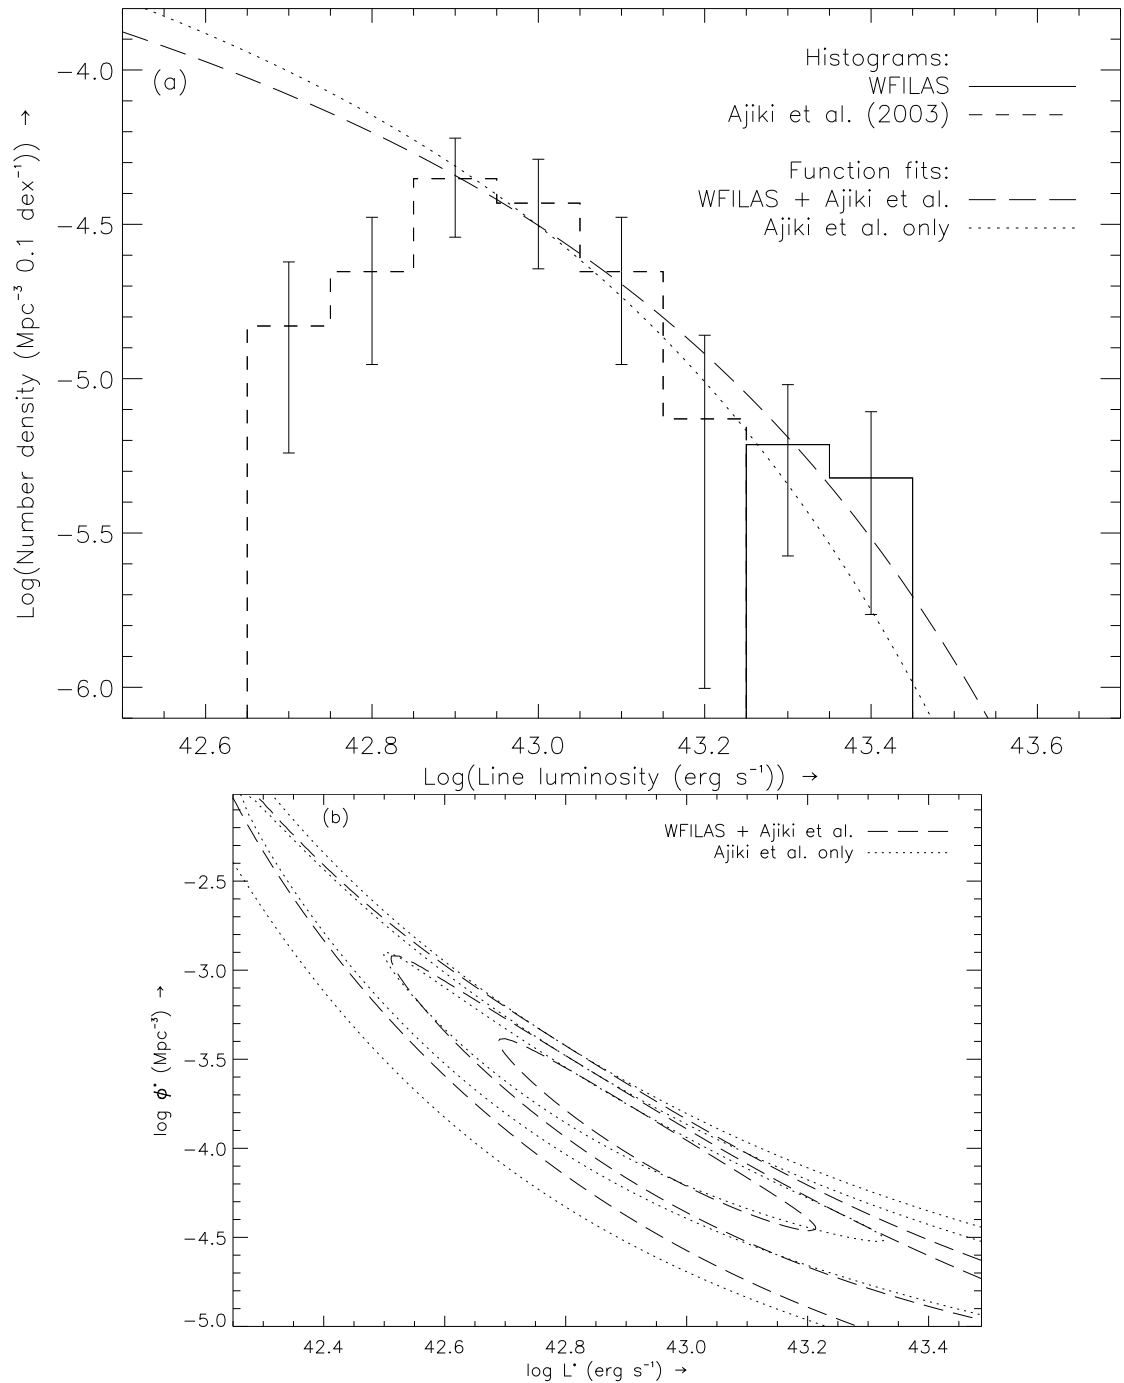 (a)
Histograms:
WFILAS
Ajiki et al. (2003)
Function fits:
WFILAS + Ajiki et al.
Ajiki et al. only
Log(Number density (Mpc⁻³ 0.1 dex⁻¹)) →
−4.0
−4.5
−5.0
−5.5
−6.0
42.6 42.8 43.0 43.2 43.4 43.6
Log(Line luminosity (erg s⁻¹)) →
(b)
WFILAS + Ajiki et al.
Ajiki et al. only
log ϕ* (Mpc⁻³) →
−2.5
−3.0
−3.5
−4.0
−4.5
−5.0
42.4 42.6 42.8 43.0 43.2 43.4
log L* (erg s⁻¹) →